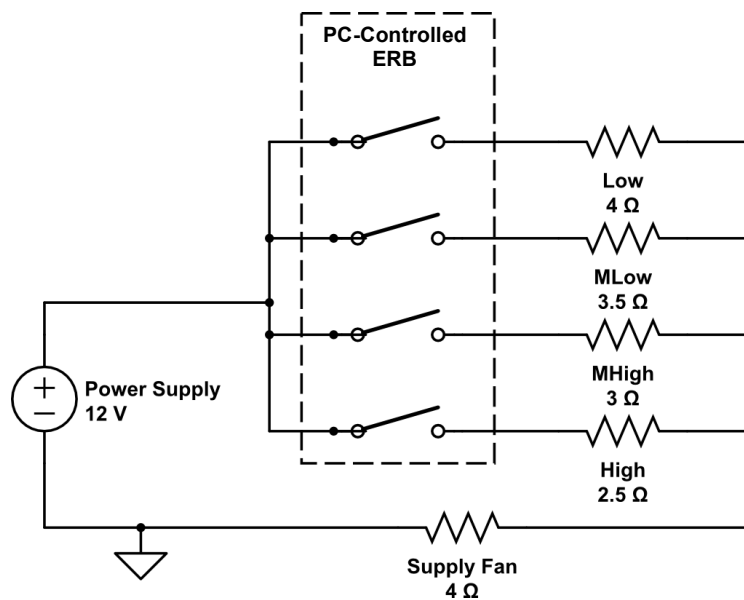 PC-Controlled
ERB
Low
4 Ω
MLow
3.5 Ω
Power Supply
12 V
MHigh
3 Ω
High
2.5 Ω
Supply Fan
4 Ω